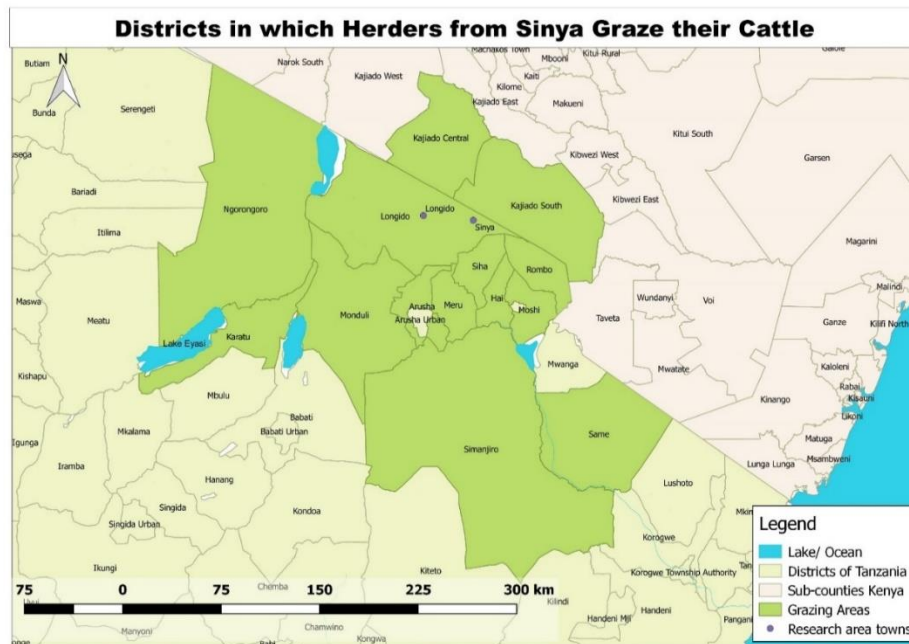 Districts in which Herders from Sinya Graze their Cattle
N
Butiam
Bunda
Serengeti
Bariadi
Itilima
Maswa
Meatu
Kishapu
Igunga
Iramba
Mkalama
Singida
Singida Urban
Ikungi
Manyoni
Mbulu
Hanang
Babati
Babati Urban
Kondoa
Chemba
Chamwino
Kongwa
Kiteto
Kilindi
Ngorongoro
Lake Eyasi
Karatu
Monduli
Longido
Longido
Sinya
Siha
Rombo
Hai
Moshi
Arusha
Arusha Urban
Meru
Simanjiro
Mwanga
Same
Lushoto
Korogwe
Korogwe Township Authority
Handeni Mji
Handeni
Narok South
Kajiado West
Kajiado Central
Kajiado East
Kajiado South
Machakos Town
Mbooni
Kaiti
Kilome
Makueni
Kitui Rural
Kibwezi West
Kibwezi East
Kitui South
Galole
Garsen
Magarini
Malindi
Kilifi North
Ganze
Kaloleni
Rabai
Kisauni
Likoni
Matuga
Msambweni
Lunga Lunga
Kinango
Taveta
Wundanyi
Voi
Mwatate
75 0 75 150 225 300 km
Legend
Lake/ Ocean
Districts of Tanzania
Sub-counties Kenya
Grazing Areas
Research area towns